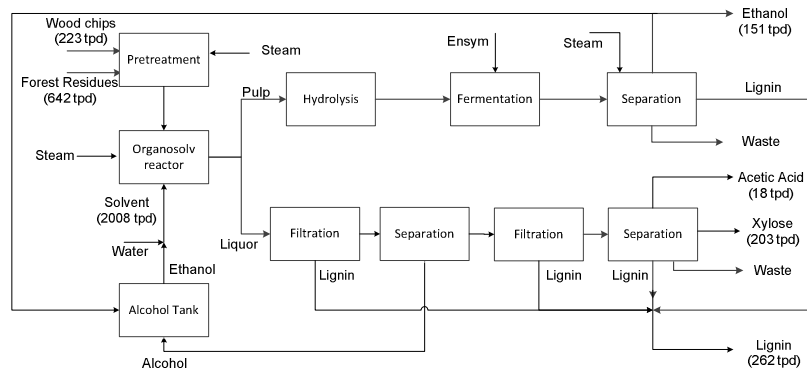 Wood chips
(223 tpd)
Forest Residues
(642 tpd)
Pretreatment
Steam
Ensym
Steam
Ethanol
(151 tpd)
Pulp
Hydrolysis
Fermentation
Separation
Lignin
Waste
Steam
Organosolv
reactor
Solvent
(2008 tpd)
Water
Ethanol
Liquor
Filtration
Separation
Filtration
Separation
Acetic Acid
(18 tpd)
Xylose
(203 tpd)
Waste
Lignin
Lignin
Lignin
Alcohol Tank
Alcohol
Lignin
(262 tpd)